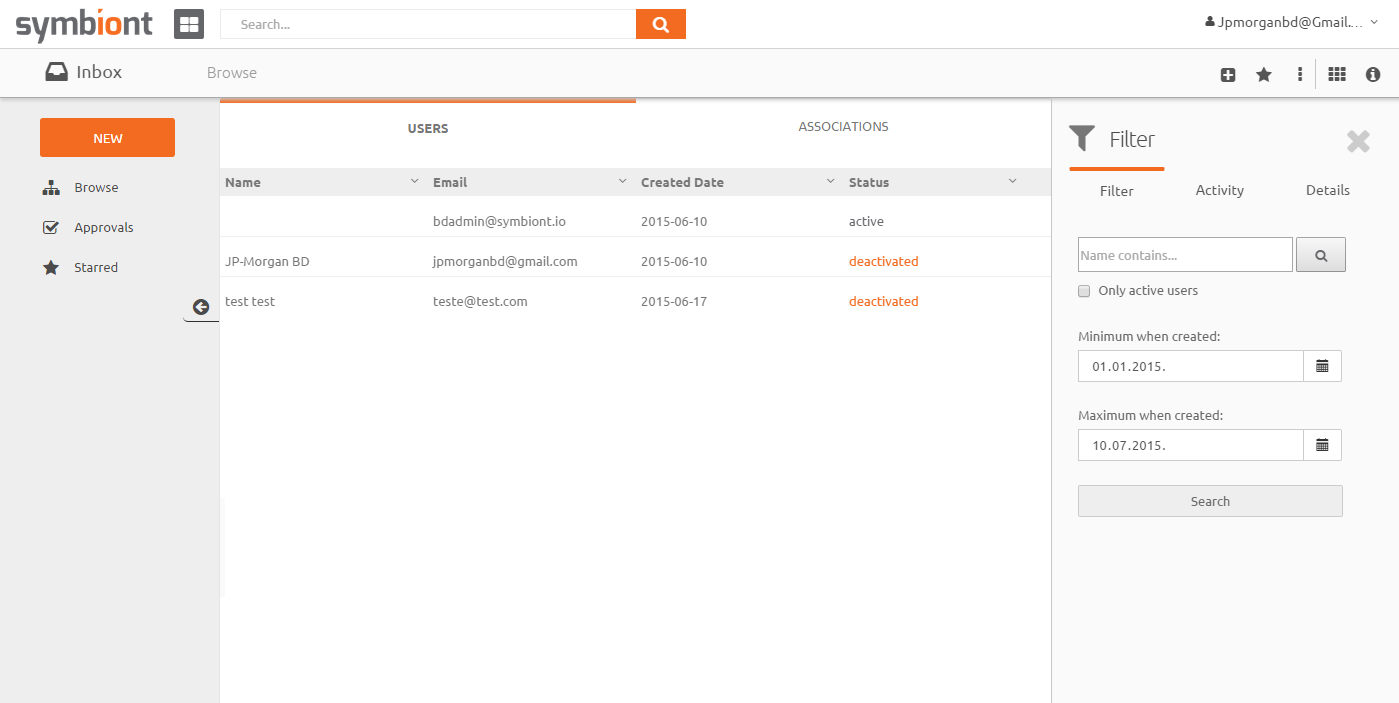 symbiont
Search...
Jpmorganbd@Gmail....
Inbox
Browse
NEW
Browse
Approvals
Starred
USERS
ASSOCIATIONS
Name Email Created Date Status
bdadmin@symbiont.io 2015-06-10 active
JP-Morgan BD jpmorganbd@gmail.com 2015-06-10 deactivated
test test teste@test.com 2015-06-17 deactivated
Filter
Filter Activity Details
Name contains...
Only active users
Minimum when created:
01.01.2015.
Maximum when created:
10.07.2015.
Search